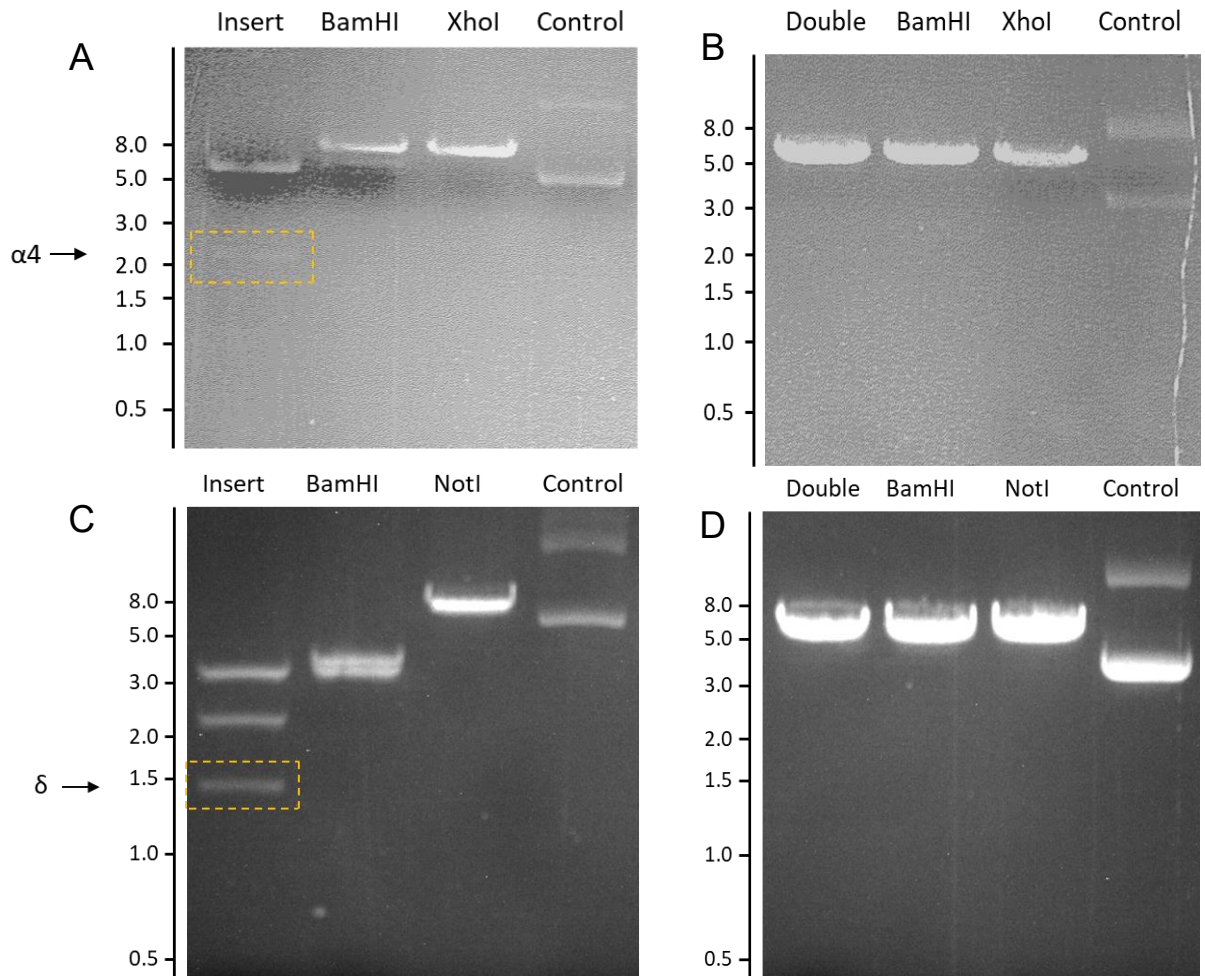 Insert BamHI XhoI Control
A
8.0
5.0
3.0
α4
2.0
1.5
1.0
0.5
Double BamHI XhoI Control
B
8.0
5.0
3.0
2.0
1.5
1.0
0.5
Insert BamHI NotI Control
C
8.0
5.0
3.0
2.0
1.5
δ
1.0
0.5
Double BamHI NotI Control
D
8.0
5.0
3.0
2.0
1.5
1.0
0.5